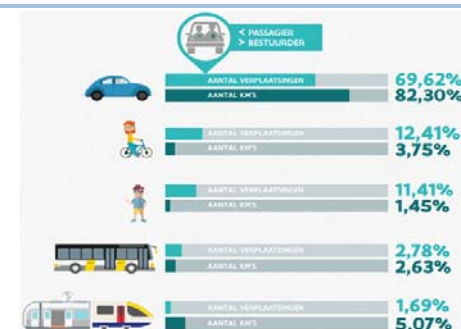 < PASSAGIER
> BESTUURDER
AANTAL VERPLAATSINGEN
69,62%
AANTAL KM'S
82,30%
AANTAL VERPLAATSINGEN
12,41%
AANTAL KM'S
3,75%
AANTAL VERPLAATSINGEN
11,41%
AANTAL KM'S
1,45%
AANTAL VERPLAATSINGEN
2,78%
AANTAL KM'S
2,63%
AANTAL VERPLAATSINGEN
1,69%
AANTAL KM'S
5,07%